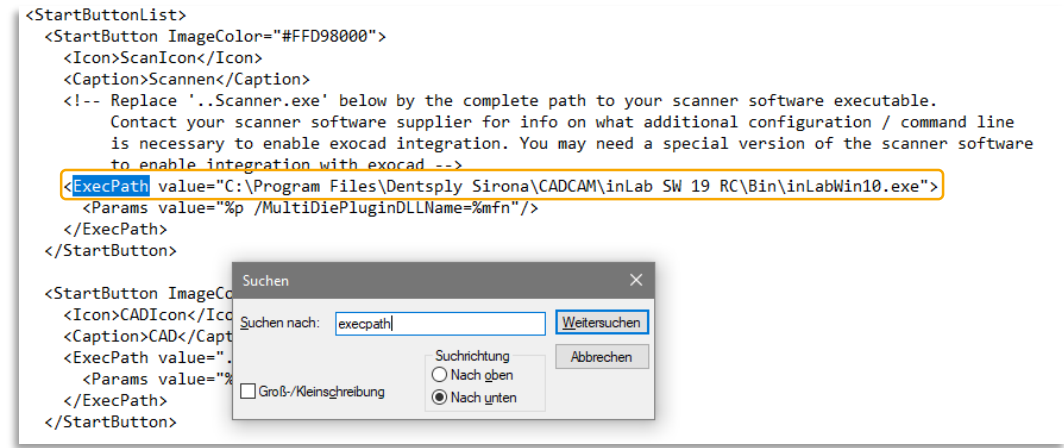 <StartButtonList>
<StartButton ImageColor="#FFD98000">
<Icon>ScanIcon</Icon>
<Caption>Scannen</Caption>
<!-- Replace '..Scanner.exe' below by the complete path to your scanner software executable.
Contact your scanner software supplier for info on what additional configuration / command line
is necessary to enable exocad integration. You may need a special version of the scanner software
to enable integration with exocad -->
<ExecPath value="C:\Program Files\Dentsply Sirona\CADCAM\inLab SW 19 RC\Bin\inLabWin10.exe">
<Params value="%p /MultiDiePluginDLLName=%mfn"/>
</ExecPath>
</StartButton>
<StartButton ImageCo
<Icon>CADIcon</Ico
<Caption>CAD</Capt
<ExecPath value=".
<Params value="%
</ExecPath>
</StartButton>
Suchen
Suchen nach: execpath Weitersuchen
Suchrichtung Abbrechen
Nach oben
Groß-/Kleinschreibung Nach unten